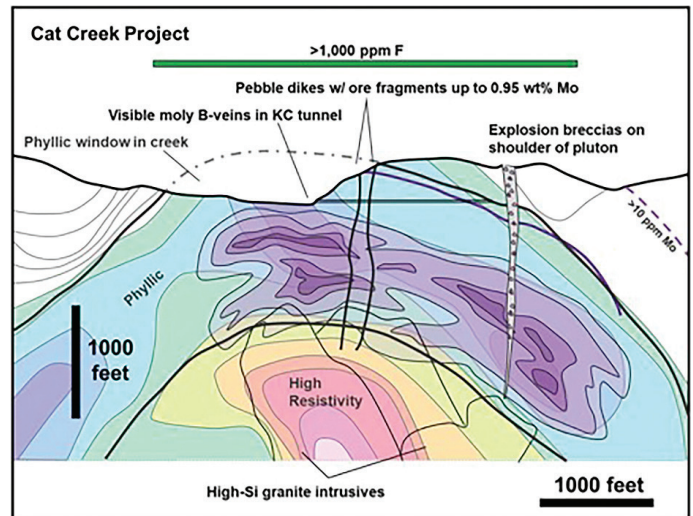 Cat Creek Project
>1,000 ppm F
Pebble dikes w/ ore fragments up to 0.95 wt% Mo
Visible moly B-veins in KC tunnel
Phyllic window in creek
Explosion breccias on
shoulder of pluton
>10 ppm Mo
Phyllic
1000
feet
High
Resistivity
High-Si granite intrusives
1000 feet